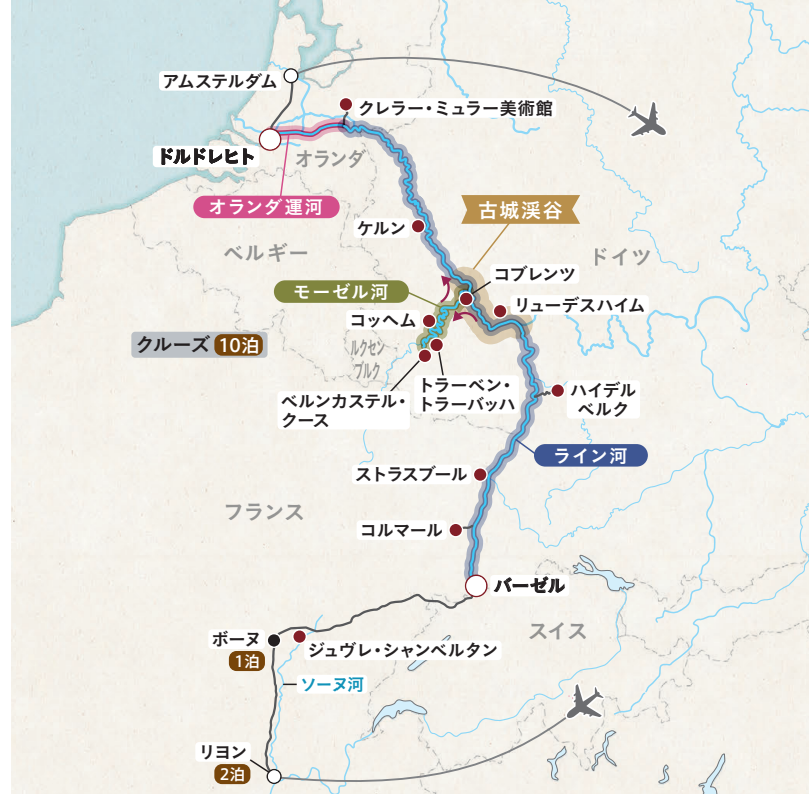 アムステルダム
クレラー・ミュラー美術館
ドルドレヒト
オランダ
オランダ運河
ケルン
古城渓谷
ベルギー
ドイツ
コブレンツ
モーゼル河
リューデスハイム
コッヘム
クルーズ 10泊
ルクセン
ブルク
トラーベン・
トラーバッハ
ベルンカステル・
クース
ハイデル
ベルク
ライン河
ストラスブール
フランス
コルマール
バーゼル
スイス
ボーヌ
1泊
ジュヴレ・シャンベルタン
ソーヌ河
リヨン
2泊